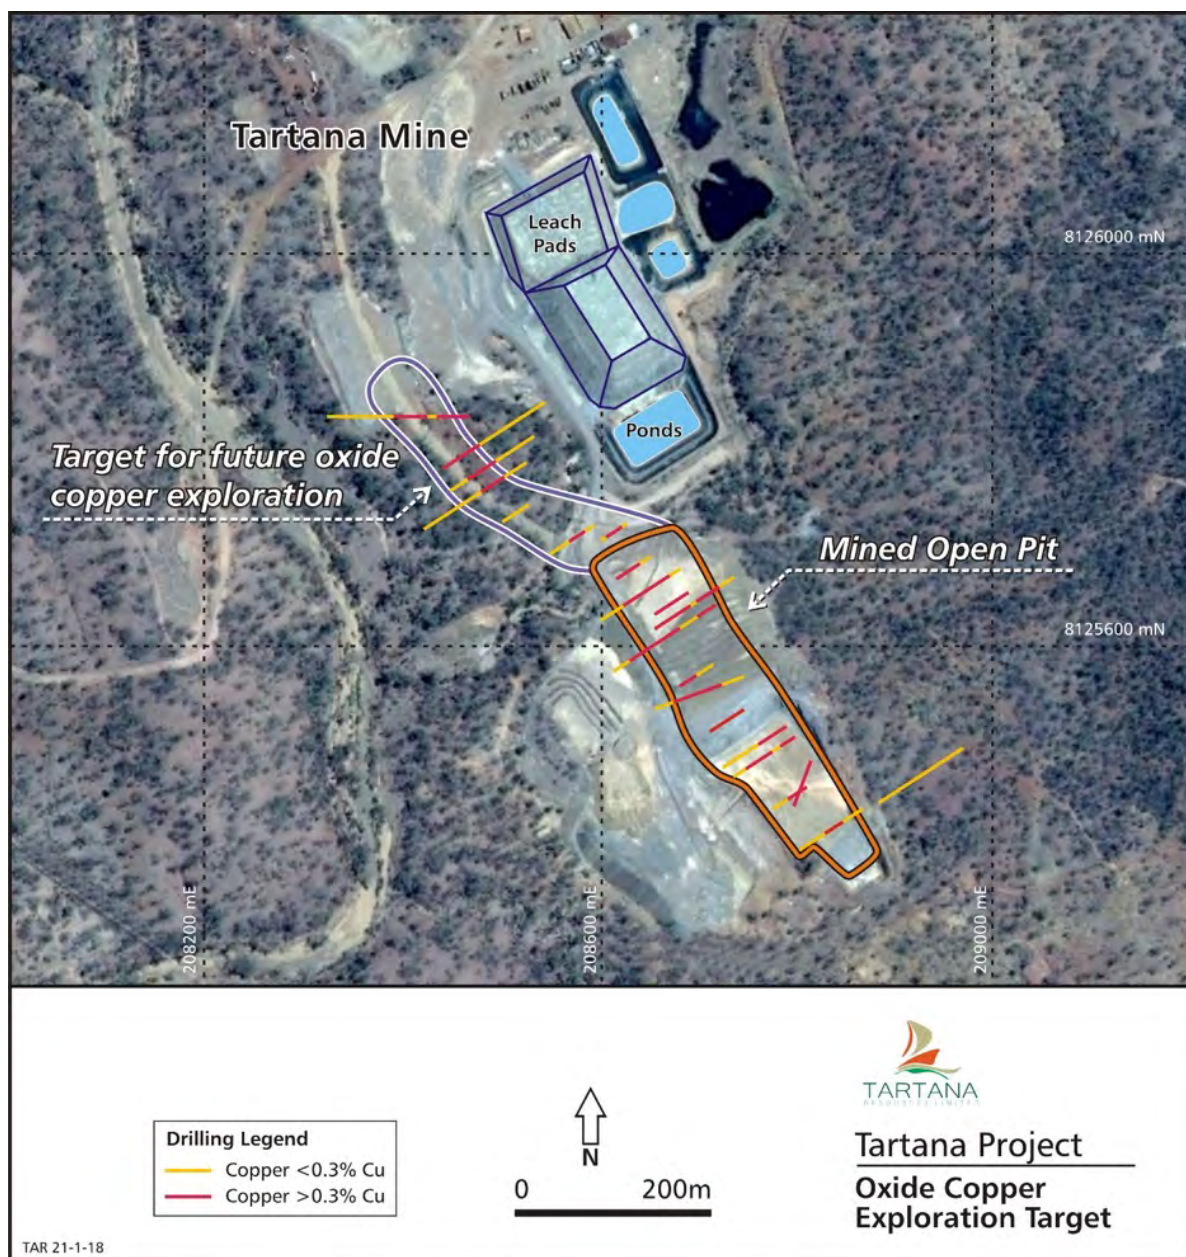 Tartana Mine
Leach
Pads
8126000 mN
Ponds
Target for future oxide
copper exploration
Mined Open Pit
8125600 mN
208200 mE
208600 mE
209000 mE
Drilling Legend
Copper <0.3% Cu
Copper >0.3% Cu
N
0 200m
TARTANA
RESOURCES LIMITED
Tartana Project
Oxide Copper
Exploration Target
TAR 21-1-18